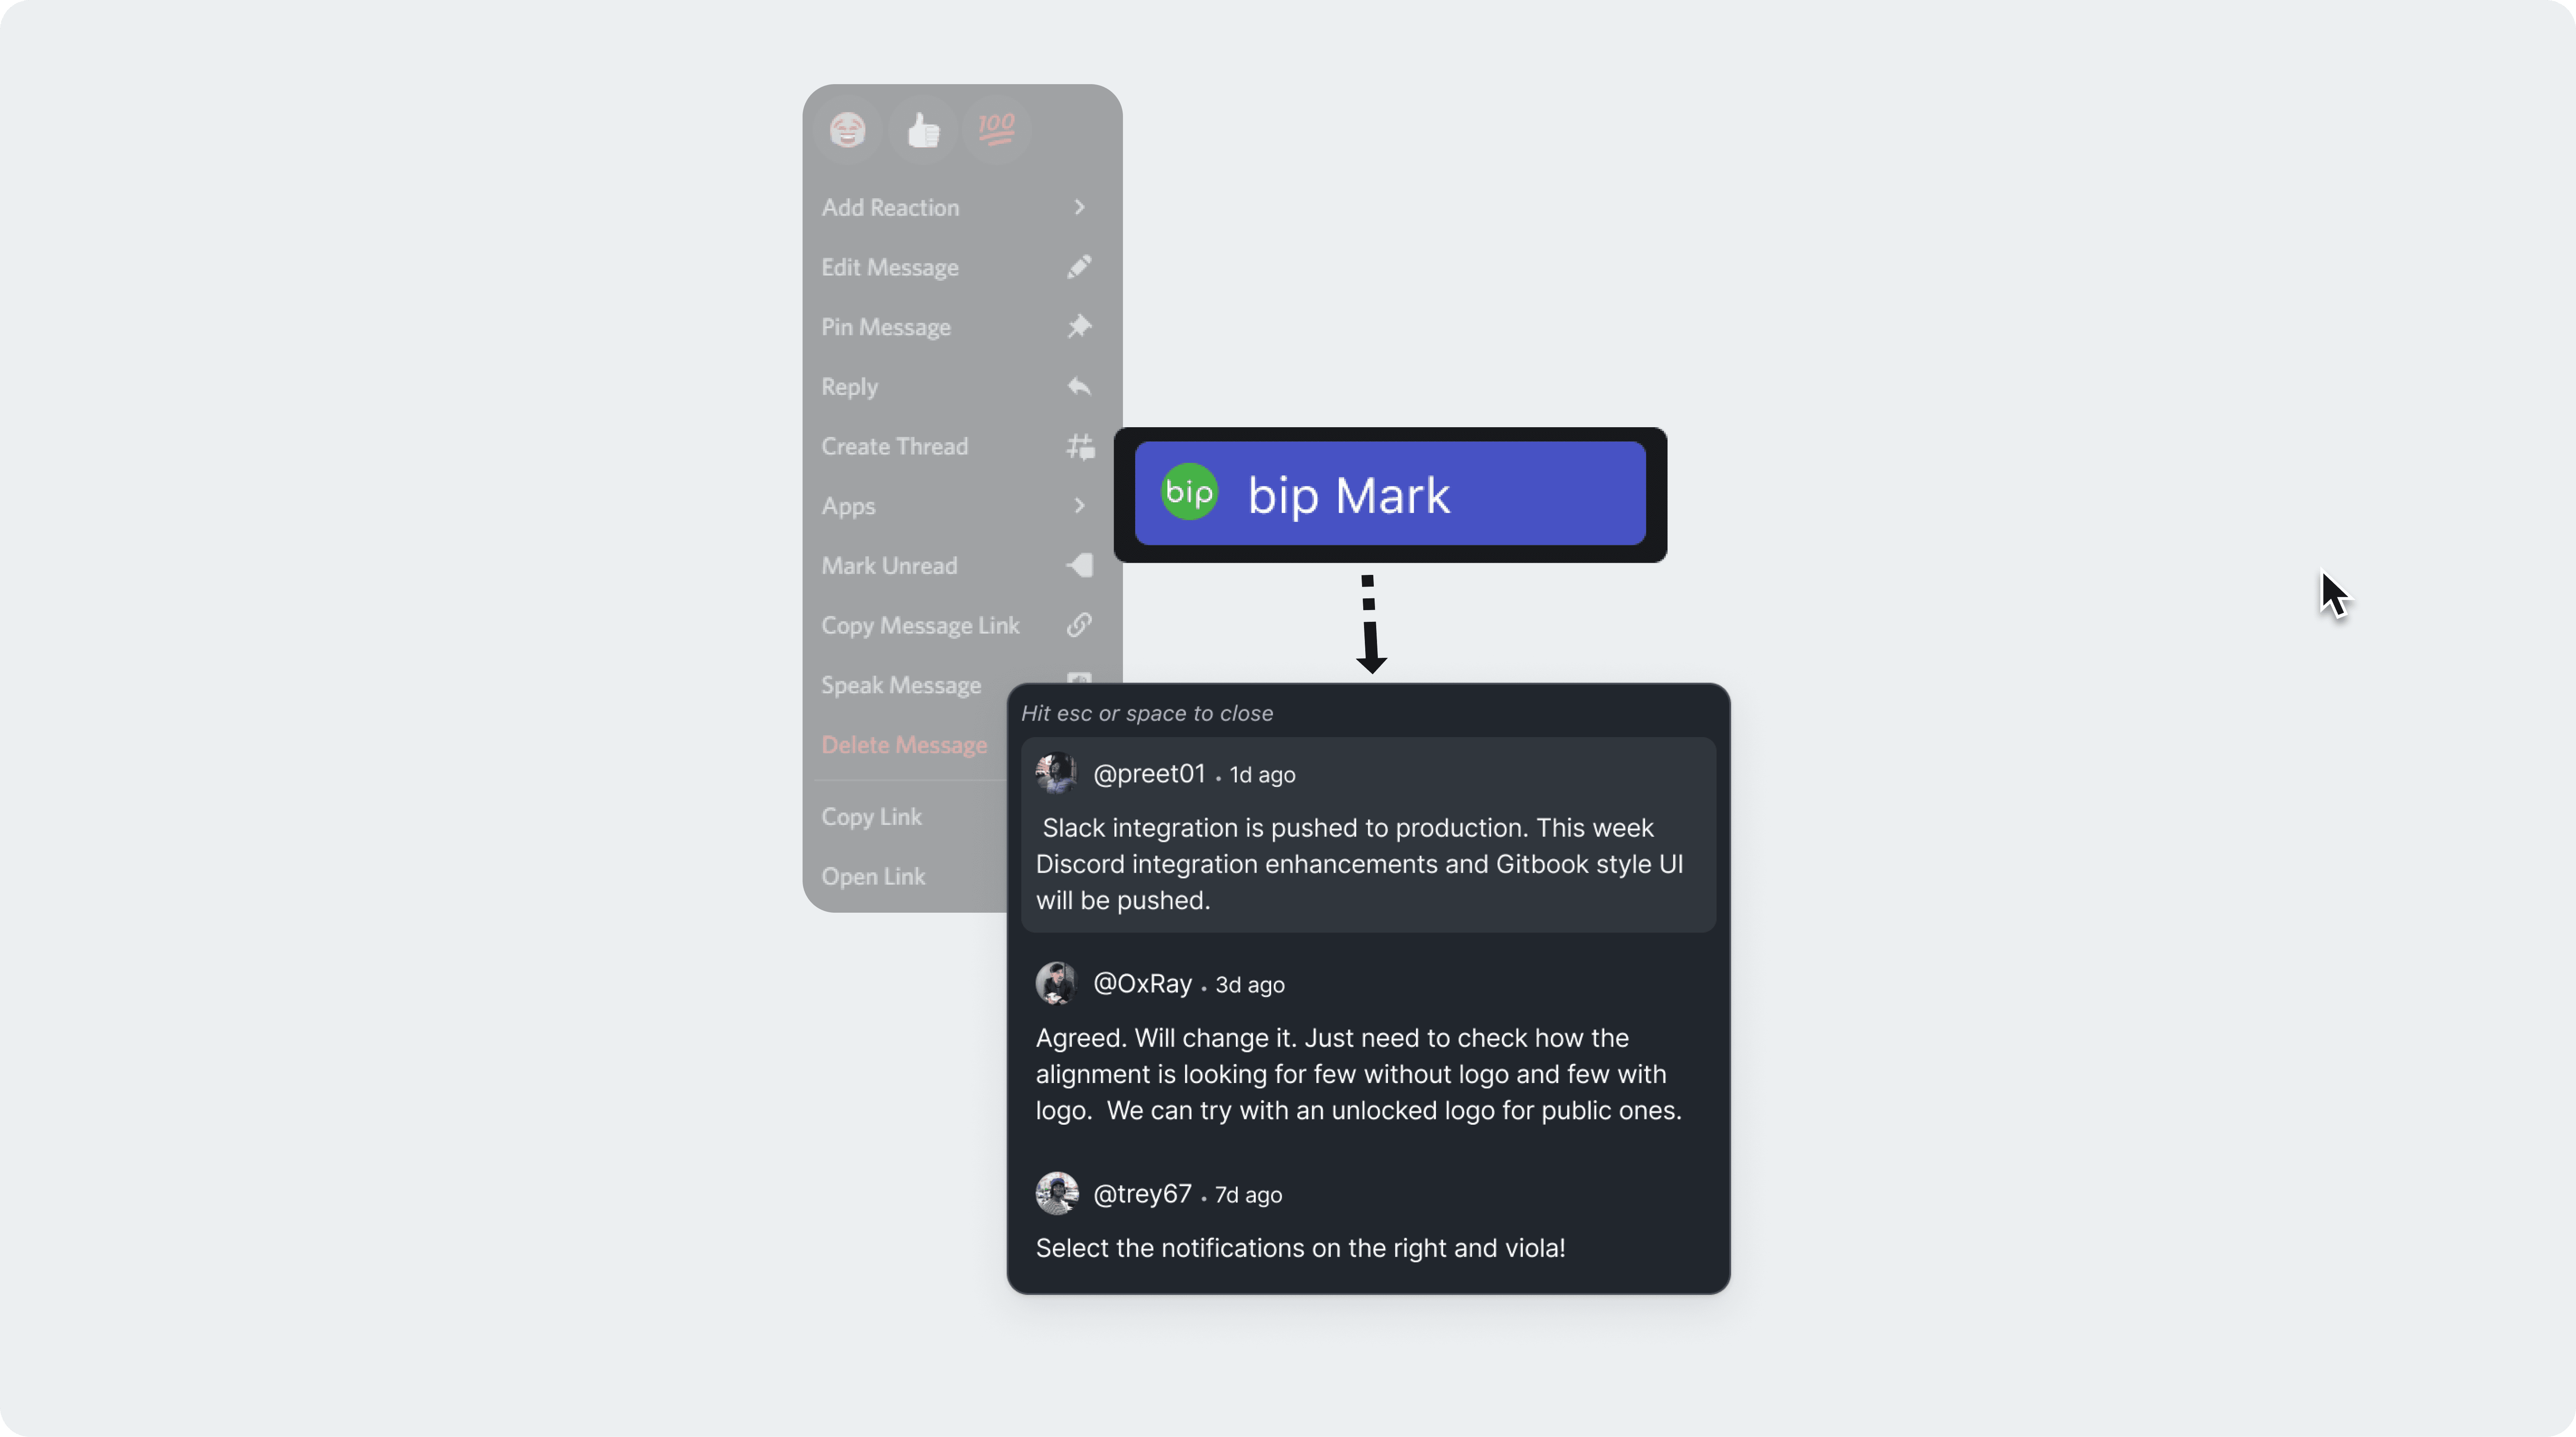 100
Add Reaction
Edit Message
Pin Message
Reply
Create Thread
Apps
Mark Unread
Copy Message Link
Speak Message
Delete Message
Copy Link
Open Link
bip bip Mark
Hit esc or space to close
@preet01 . 1d ago
Slack integration is pushed to production. This week
Discord integration enhancements and Gitbook style UI
will be pushed.
@OxRay . 3d ago
Agreed. Will change it. Just need to check how the
alignment is looking for few without logo and few with
logo.  We can try with an unlocked logo for public ones.
@trey67 . 7d ago
Select the notifications on the right and viola!